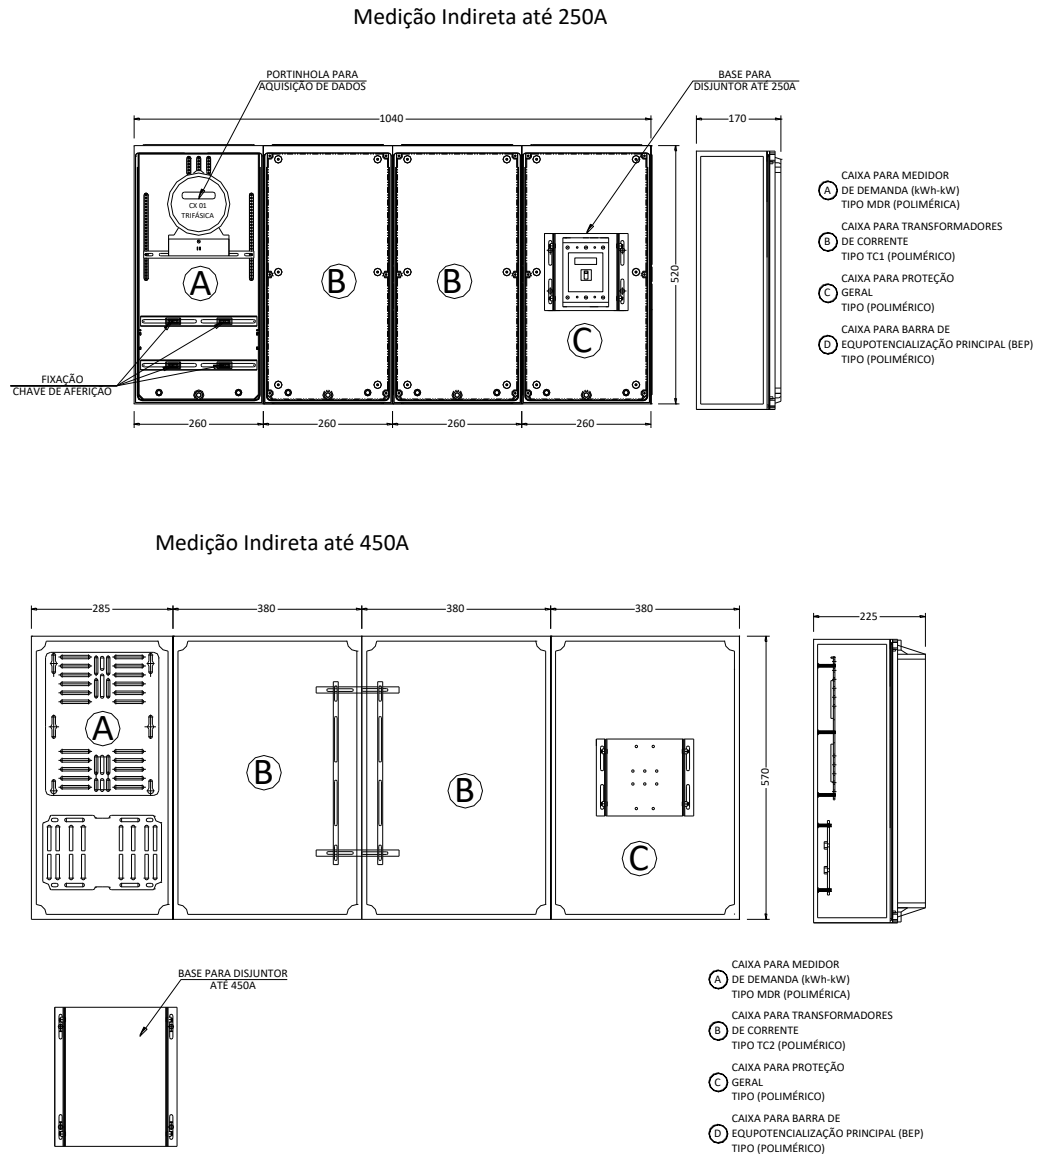 Medição Indireta até 250A
PORTINHOLA PARA
AQUISIÇÃO DE DADOS
BASE PARA
DISJUNTOR ATÉ 250A
1040
170
CX 01
TRIFÁSICA
A
B
B
C
520
FIXAÇÃO
CHAVE DE AFERIÇAO
260
260
260
260
CAIXA PARA MEDIDOR
A DE DEMANDA (kWh-kW)
TIPO MDR (POLIMÉRICA)
CAIXA PARA TRANSFORMADORES
B DE CORRENTE
TIPO TC1 (POLIMÉRICO)
CAIXA PARA PROTEÇÃO
C GERAL
TIPO (POLIMÉRICO)
CAIXA PARA BARRA DE
D EQUPOTENCIALIZAÇÃO PRINCIPAL (BEP)
TIPO (POLIMÉRICO)
Medição Indireta até 450A
285
380
380
380
225
A
B
B
C
570
BASE PARA DISJUNTOR
ATÉ 450A
CAIXA PARA MEDIDOR
A DE DEMANDA (kWh-kW)
TIPO MDR (POLIMÉRICA)
CAIXA PARA TRANSFORMADORES
B DE CORRENTE
TIPO TC2 (POLIMÉRICO)
CAIXA PARA PROTEÇÃO
C GERAL
TIPO (POLIMÉRICO)
CAIXA PARA BARRA DE
D EQUPOTENCIALIZAÇÃO PRINCIPAL (BEP)
TIPO (POLIMÉRICO)